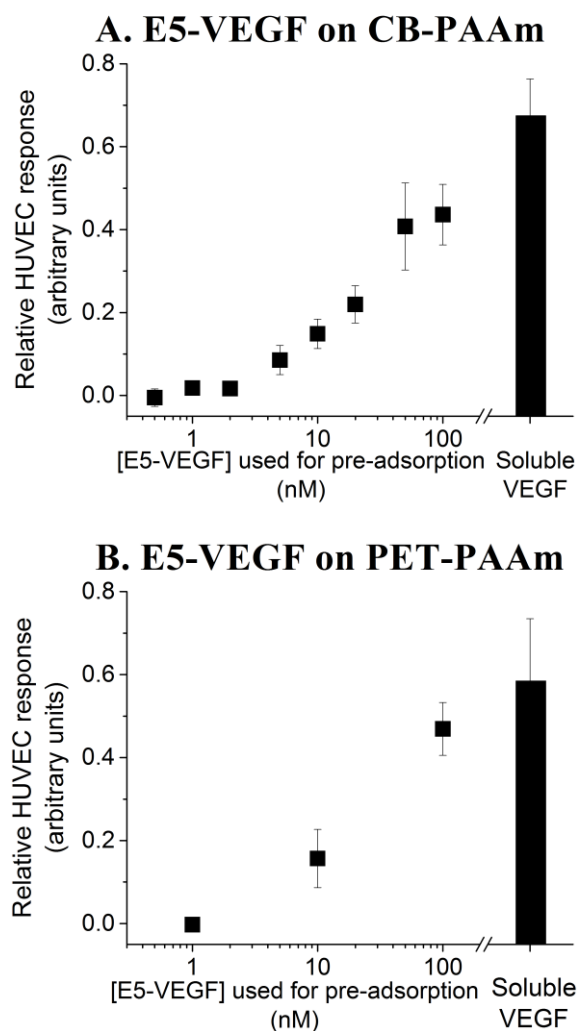 A. E5-VEGF on CB-PAAm
Relative HUVEC response
(arbitrary units)
0.8
0.6
0.4
0.2
0.0
1
10
100
[E5-VEGF] used for pre-adsorption
(nM)
Soluble
VEGF
B. E5-VEGF on PET-PAAm
Relative HUVEC response
(arbitrary units)
0.8
0.6
0.4
0.2
0.0
1
10
100
[E5-VEGF] used for pre-adsorption
(nM)
Soluble
VEGF